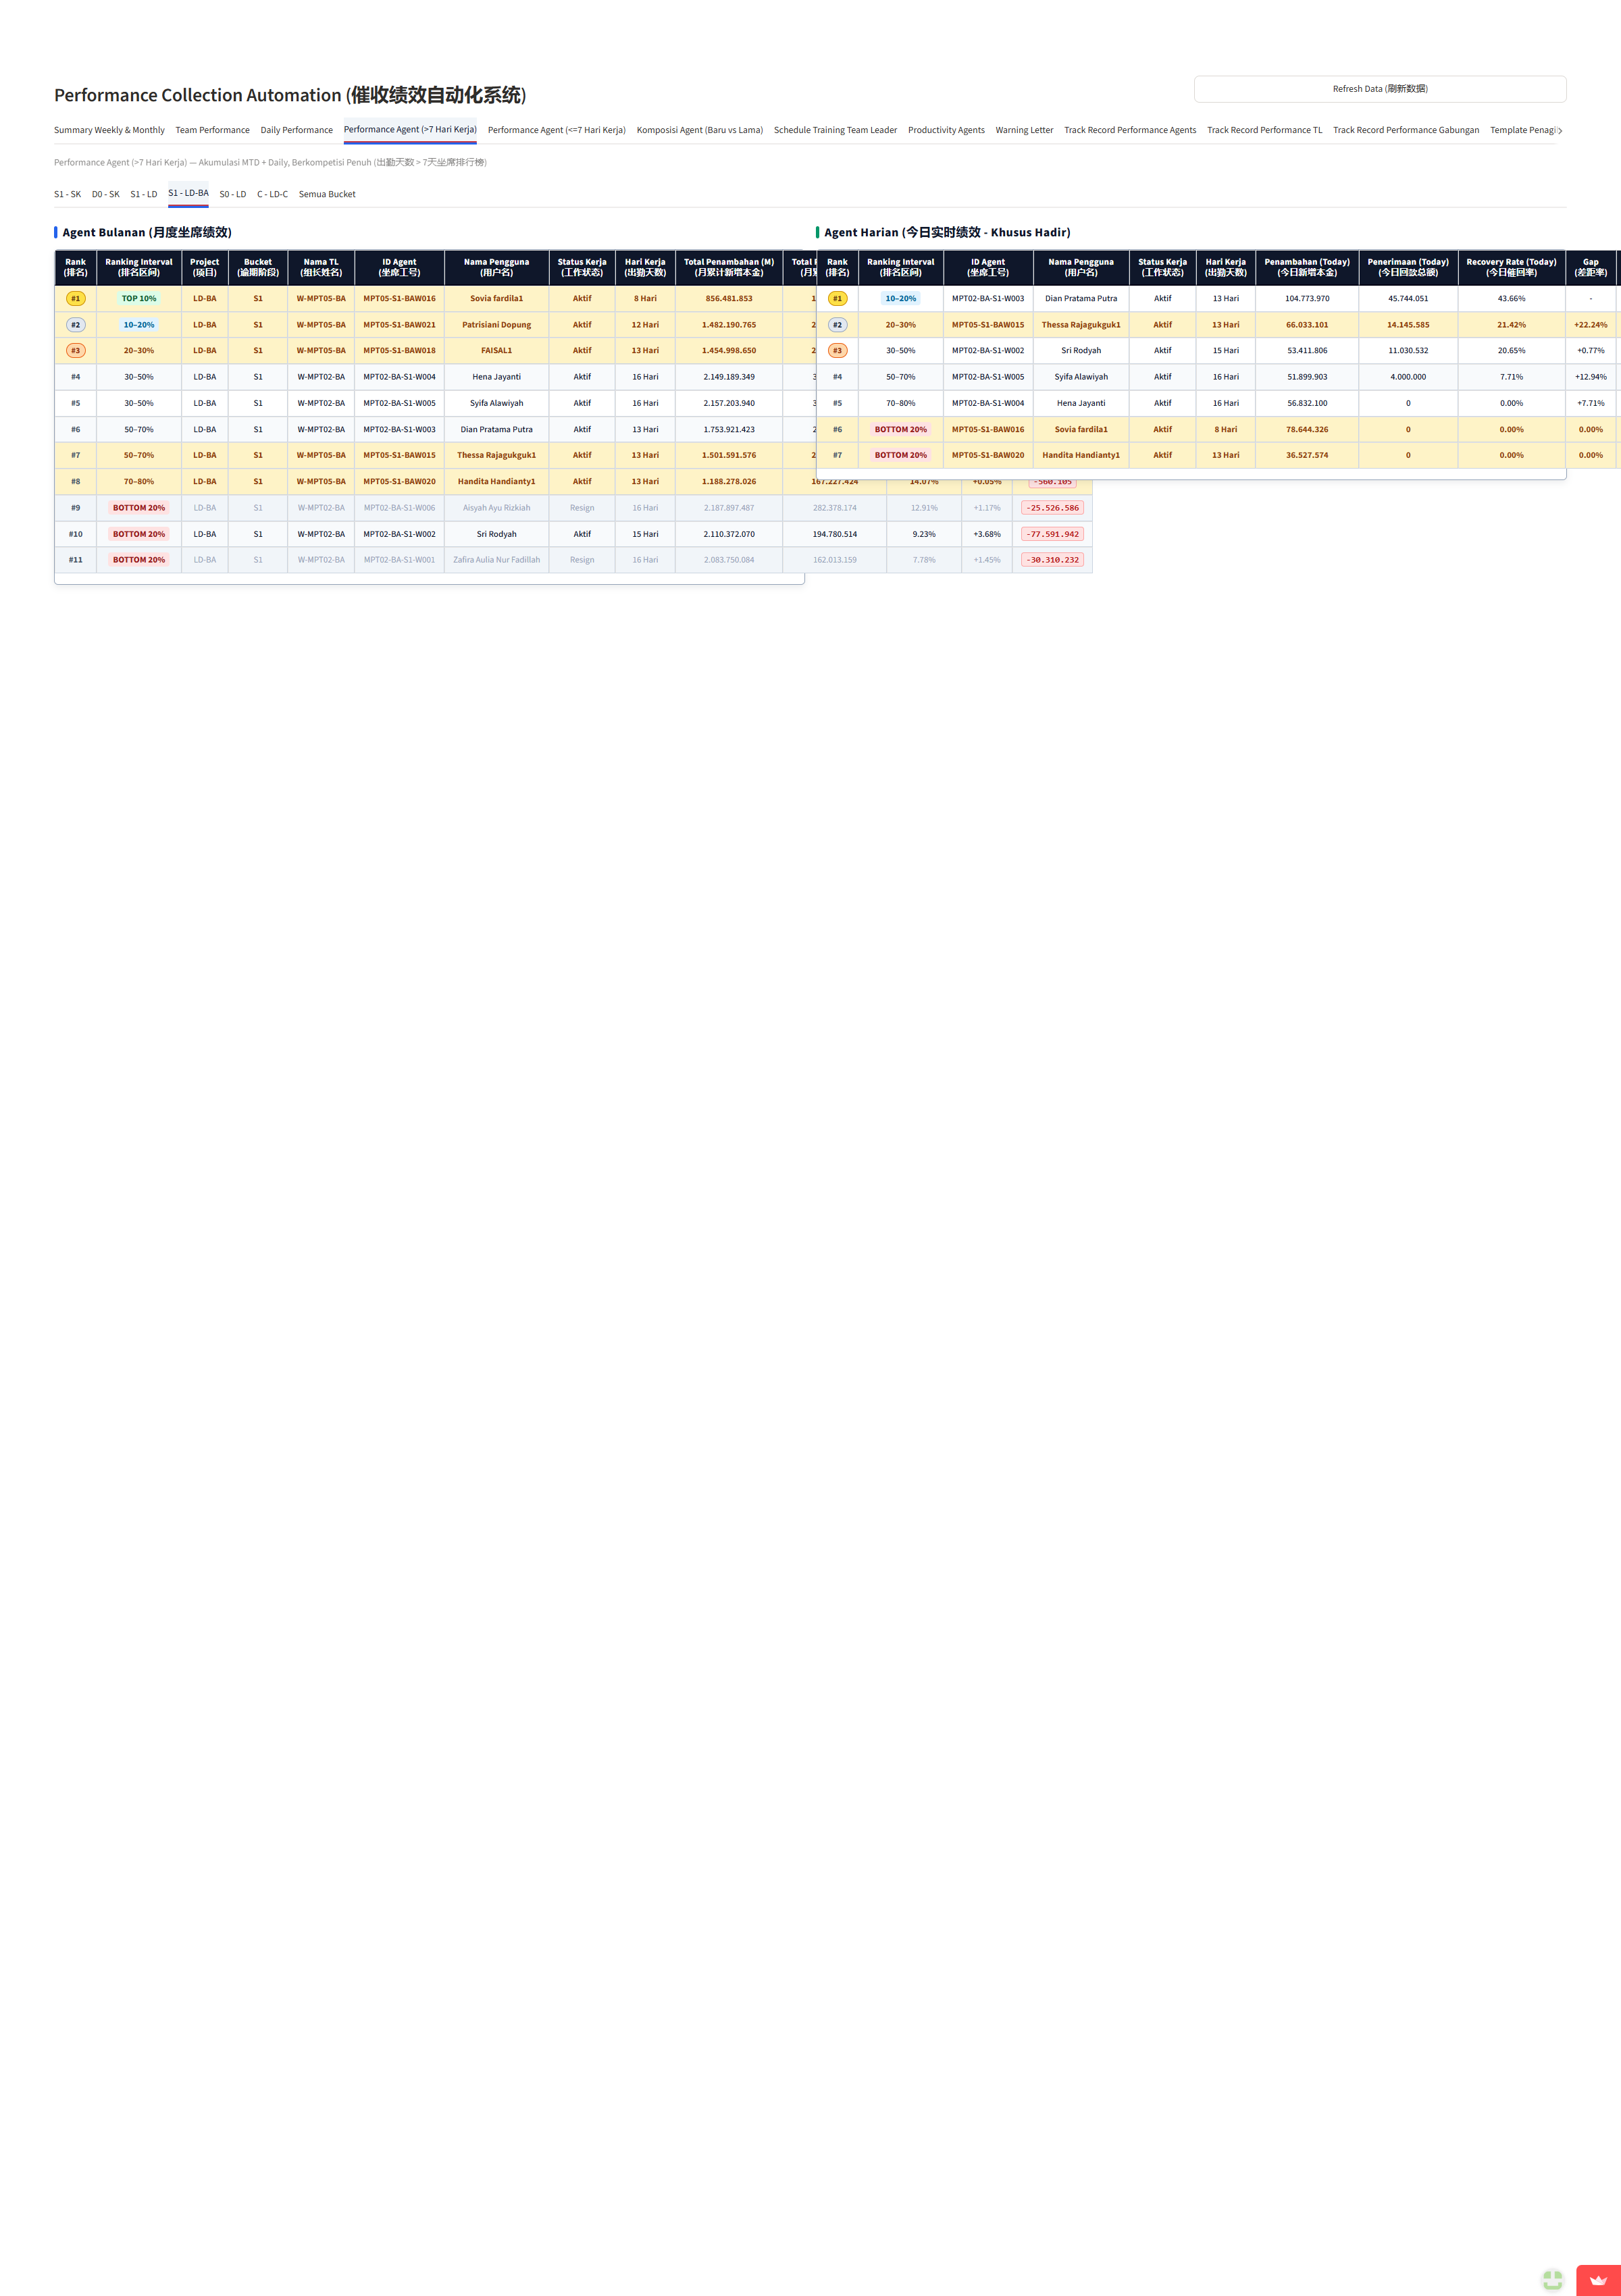 Performance Collection Automation (催收绩效自动化系统)
Refresh Data (刷新数据)
Summary Weekly & Monthly Team Performance Daily Performance Performance Agent (>7 Hari Kerja) Performance Agent (<=7 Hari Kerja) Komposisi Agent (Baru vs Lama) Schedule Training Team Leader Productivity Agents Warning Letter Track Record Performance Agents Track Record Performance TL Track Record Performance Gabungan Template
Performance Agent (>7 Hari Kerja) — Akumulasi MTD + Daily, Berkompetisi Penuh (出勤天数 > 7天坐席排行榜)
S1 - SK D0 - SK S1 - LD S1 - LD-BA S0 - LD C - LD-C Semua Bucket
Agent Bulanan (月度坐席绩效)
Rank Ranking Interval Project Bucket Nama TL ID Agent Nama Pengguna Status Kerja Hari Kerja Total Penambahan (M) Total
(排名) (排名区间) (项目) (逾期阶段) (组长姓名) (坐席工号) (用户名) (工作状态) (出勤天数) (月累计新增本金)
#1 TOP 10% LD-BA S1 W-MPT05-BA MPT05-S1-BAW016 Sovia fardila1 Aktif 8 Hari 856.481.853 1
#2 10–20% LD-BA S1 W-MPT05-BA MPT05-S1-BAW021 Patrisiani Dopung Aktif 12 Hari 1.482.190.765 2
#3 20–30% LD-BA S1 W-MPT05-BA MPT05-S1-BAW018 FAISAL1 Aktif 13 Hari 1.454.998.650 2
#4 30–50% LD-BA S1 W-MPT02-BA MPT02-BA-S1-W004 Hena Jayanti Aktif 16 Hari 2.149.189.349 3
#5 30–50% LD-BA S1 W-MPT02-BA MPT02-BA-S1-W005 Syifa Alawiyah Aktif 16 Hari 2.157.203.940 3
#6 50–70% LD-BA S1 W-MPT02-BA MPT02-BA-S1-W003 Dian Pratama Putra Aktif 13 Hari 1.753.921.423 2
#7 50–70% LD-BA S1 W-MPT05-BA MPT05-S1-BAW015 Thessa Rajagukguk1 Aktif 13 Hari 1.501.591.576 2
#8 70–80% LD-BA S1 W-MPT05-BA MPT05-S1-BAW020 Handita Handianty1 Aktif 13 Hari 1.188.278.026 167.227.424 14.07% +0.05% -560.105
#9 BOTTOM 20% LD-BA S1 W-MPT02-BA MPT02-BA-S1-W006 Aisyah Ayu Rizkiah Resign 16 Hari 2.187.897.487 282.378.174 12.91% +1.17% -25.526.586
#10 BOTTOM 20% LD-BA S1 W-MPT02-BA MPT02-BA-S1-W002 Sri Rodyah Aktif 15 Hari 2.110.372.070 194.780.514 9.23% +3.68% -77.591.942
#11 BOTTOM 20% LD-BA S1 W-MPT02-BA MPT02-BA-S1-W001 Zafira Aulia Nur Fadillah Resign 16 Hari 2.083.750.084 162.013.159 7.78% +1.45% -30.310.232
Agent Harian (今日实时绩效 - Khusus Hadir)
Rank Ranking Interval ID Agent Nama Pengguna Status Kerja Hari Kerja Penambahan (Today) Penerimaan (Today) Recovery Rate (Today) Gap
(排名) (排名区间) (坐席工号) (用户名) (工作状态) (出勤天数) (今日新增本金) (今日回款总额) (今日催回率) (差距率)
#1 10–20% MPT02-BA-S1-W003 Dian Pratama Putra Aktif 13 Hari 104.773.970 45.744.051 43.66% -
#2 20–30% MPT05-S1-BAW015 Thessa Rajagukguk1 Aktif 13 Hari 66.033.101 14.145.585 21.42% +22.24%
#3 30–50% MPT02-BA-S1-W002 Sri Rodyah Aktif 15 Hari 53.411.806 11.030.532 20.65% +0.77%
#4 50–70% MPT02-BA-S1-W005 Syifa Alawiyah Aktif 16 Hari 51.899.903 4.000.000 7.71% +12.94%
#5 70–80% MPT02-BA-S1-W004 Hena Jayanti Aktif 16 Hari 56.832.100 0 0.00% +7.71%
#6 BOTTOM 20% MPT05-S1-BAW016 Sovia fardila1 Aktif 8 Hari 78.644.326 0 0.00% 0.00%
#7 BOTTOM 20% MPT05-S1-BAW020 Handita Handianty1 Aktif 13 Hari 36.527.574 0 0.00% 0.00%